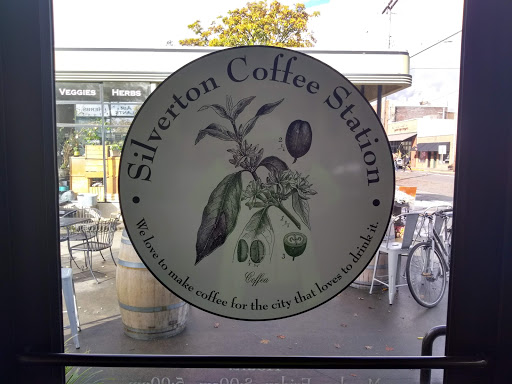 VEGGIES HERBS
Silverton Coffee Station
Coffea
We love to make coffee for the city that loves to drink it.